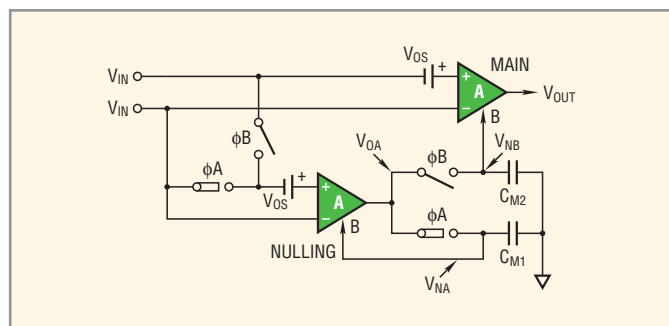 V_OS
MAIN
V_IN
A
V_OUT
V_IN
B
φB
V_OA
φB
V_NB
φA
V_OS
A
C_M2
B
φA
NULLING
V_NA
C_M1
+
+
−
+
+
−